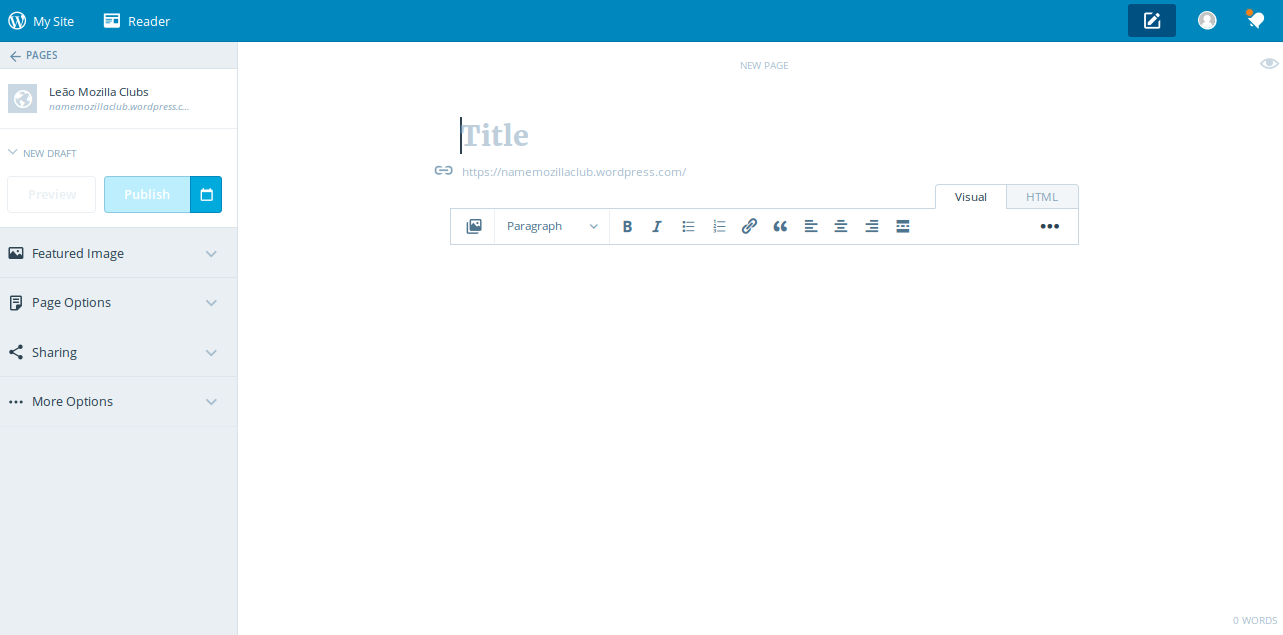 My Site
Reader
PAGES
Leão Mozilla Clubs
namemozillaclub.wordpress.c...
NEW DRAFT
Preview
Publish
Featured Image
Page Options
Sharing
More Options
NEW PAGE
Title
https://namemozillaclub.wordpress.com/
Visual
HTML
Paragraph
B
I
0 WORDS